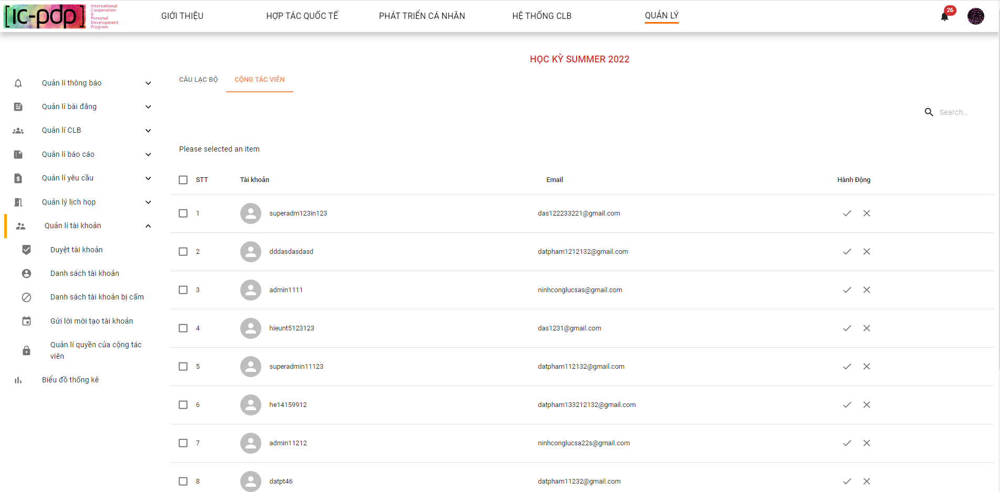 [ic-pdp]
International
Cooperation
&
Personal
Development
Program
GIỚI THIỆU
HỢP TÁC QUỐC TẾ
PHÁT TRIỂN CÁ NHÂN
HỆ THỐNG CLB
QUẢN LÝ
26
HỌC KỲ SUMMER 2022
Quản lí thông báo
Quản lí bài đăng
Quản lí CLB
Quản lí báo cáo
Quản lí yêu cầu
Quản lý lịch họp
Quản lí tài khoản
Duyệt tài khoản
Danh sách tài khoản
Danh sách tài khoản bị cấm
Gửi lời mời tạo tài khoản
Quản lí quyền của cộng tác
viên
Biểu đồ thống kê
CÂU LẠC BỘ CỘNG TÁC VIÊN
Search...
Please selected an item
STT Tài khoản Email Hành Động
1 superadm123in123 das122233221@gmail.com
2 dddasdasdasd datpham1212132@gmail.com
3 admin1111 ninhconglucsas@gmail.com
4 hieunt5123123 das1231@gmail.com
5 superadmin11123 datpham112132@gmail.com
6 he14159912 datpham133212132@gmail.com
7 admin11212 ninhconglucsa22s@gmail.com
8 datpt46 datpham11232@gmail.com